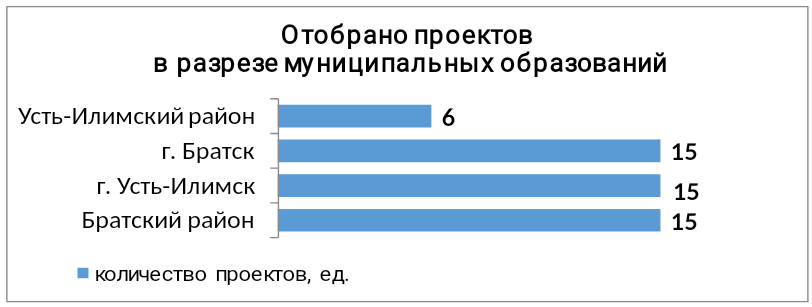 Отобрано проектов
в разрезе муниципальных образований
Усть-Илимский район 6
г. Братск 15
г. Усть-Илимск 15
Братский район 15
количество проектов, ед.